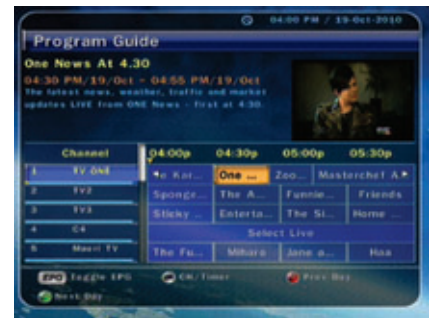 04:00 PM / 19-Oct-2010
Program Guide
One News At 4.30
04:30 PM/19/Oct - 04:55 PM/19/Oct
The latest news, weather, traffic and market
updates LIVE from ONE News - first at 4:30.
Channel 04:00p 04:30p 05:00p 05:30p
1 TV ONE e Kar... One ... Zoo... Masterchef A
2 TV2 Sponge... The A... Funnie... Friends
3 TV3 Sticky ... Enterta... The Si... Home ...
4 C4 Select Live
5 Maori TV The Fu... Mihara Jane a... Haa
EPG Toggle EPG CH/Timer Prev Day
Next Day